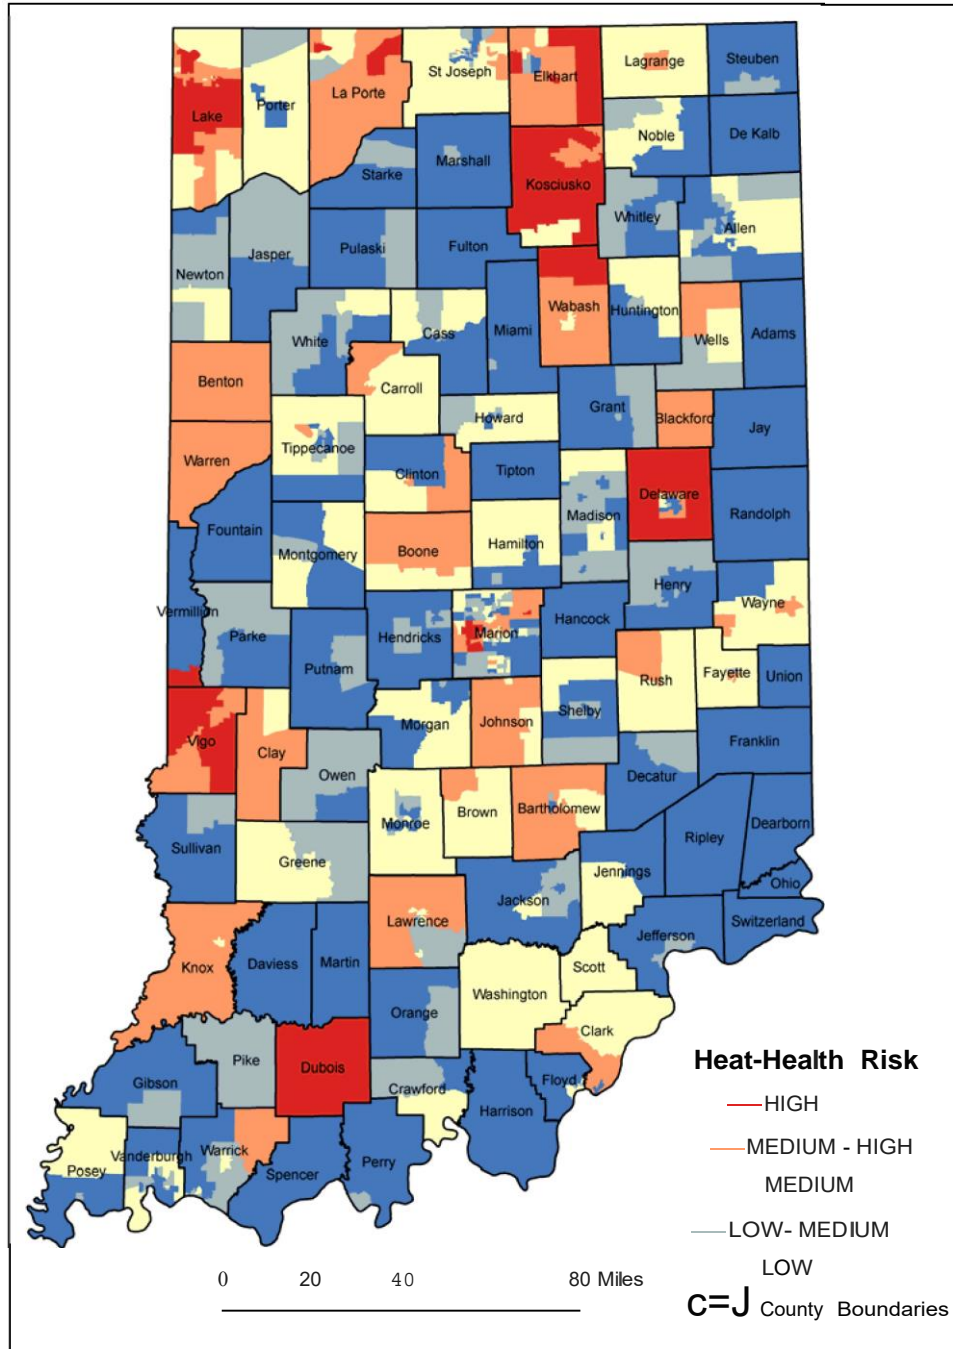 Steuben
Lagrange
St Joseph
Elkhart
La Porte
Porter
Lake
Noble
De Kalb
Marshall
Starke
Kosciusko
Whitley
Allen
Fulton
Pulaski
Jasper
Newton
Wabash
Huntington
Miami
Cass
White
Wells
Adams
Benton
Carroll
Grant
Howard
Blackford
Jay
Tippecanoe
Warren
Clinton
Tipton
Delaware
Madison
Randolph
Fountain
Hamilton
Boone
Montgomery
Henry
Wayne
Vermillion
Hancock
Marion
Hendricks
Parke
Putnam
Rush
Fayette
Union
Shelby
Johnson
Morgan
Vigo
Clay
Franklin
Owen
Decatur
Bartholomew
Brown
Monroe
Dearborn
Ripley
Sullivan
Greene
Jennings
Ohio
Jackson
Switzerland
Lawrence
Jefferson
Knox
Daviess
Martin
Scott
Washington
Orange
Clark
Pike
Dubois
Gibson
Crawford
Floyd
Harrison
Warrick
Vanderburgh
Posey
Spencer
Perry
Heat-Health Risk
HIGH
MEDIUM - HIGH
MEDIUM
LOW- MEDIUM
LOW
c=J County Boundaries
0 20 40 80 Miles